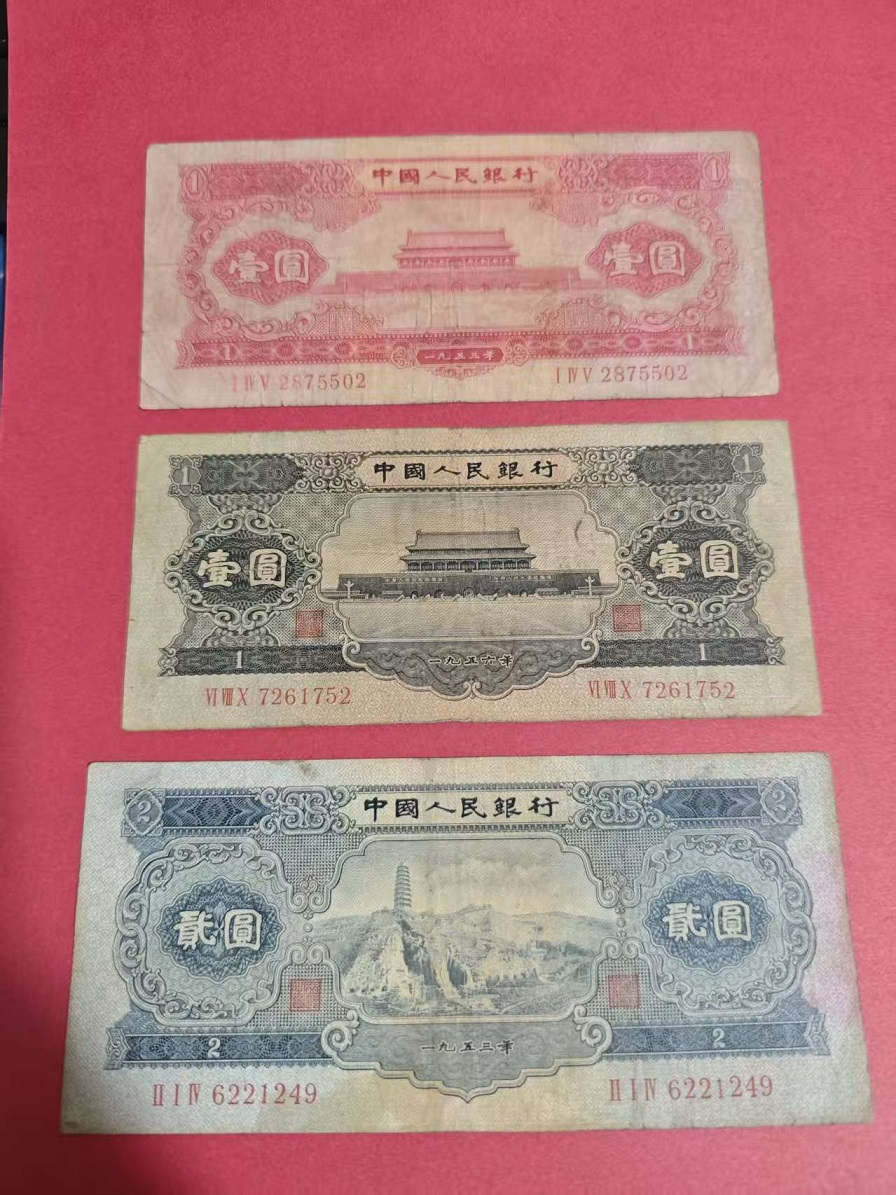 中國人民銀行
1 1
壹圓 壹圓
1 一九五三年 1
I IV V 2875502 I IV V 2875502
中國人民銀行
1 1
壹圓 壹圓
1 一九五六年 1
VI VIII X 7261752 VI VIII X 7261752
中國人民銀行
2 2
貳圓 貳圓
2 一九五三年 2
II I IV 6221249 II I IV 6221249